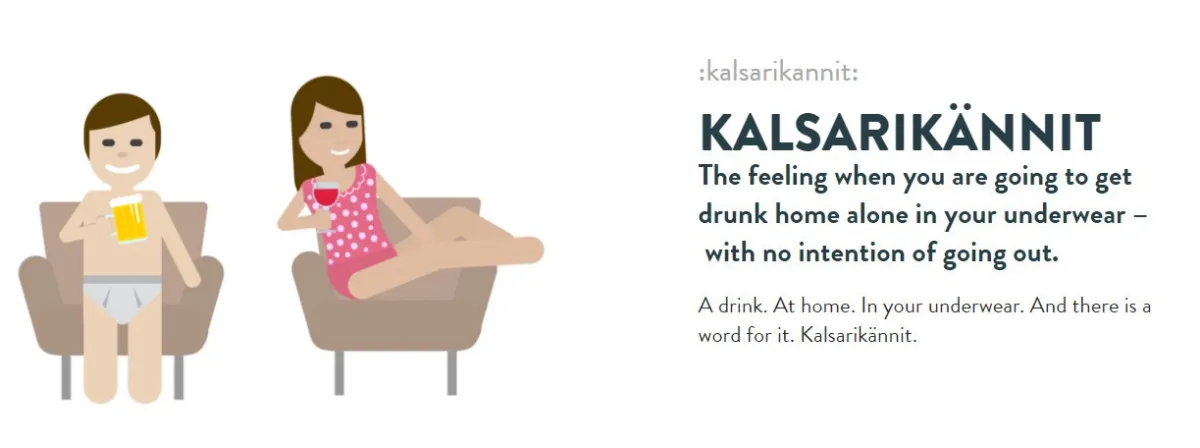 :kalsarikannit:
KALSARIKÄNNIT
The feeling when you are going to get
drunk home alone in your underwear –
with no intention of going out.
A drink. At home. In your underwear. And there is a
word for it. Kalsarikännit.